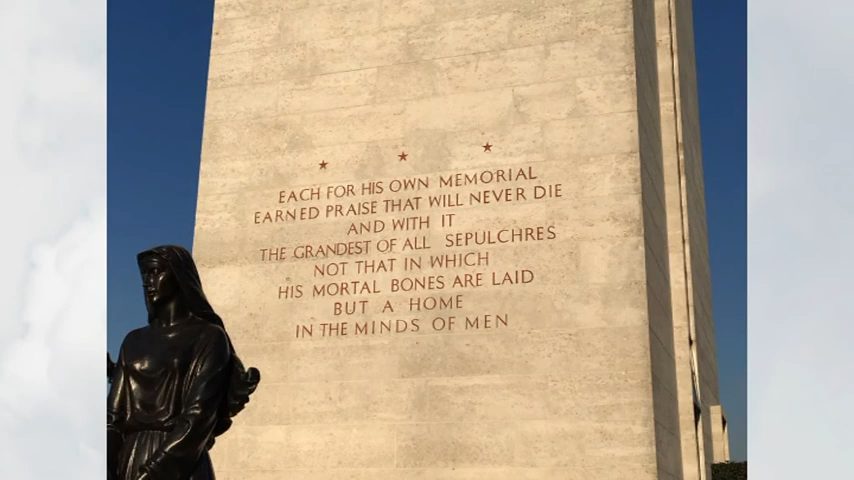 EACH FOR HIS OWN MEMORIAL
EARNED PRAISE THAT WILL NEVER DIE
AND WITH IT
THE GRANDEST OF ALL SEPULCHRES
NOT THAT IN WHICH
HIS MORTAL BONES ARE LAID
BUT A HOME
IN THE MINDS OF MEN